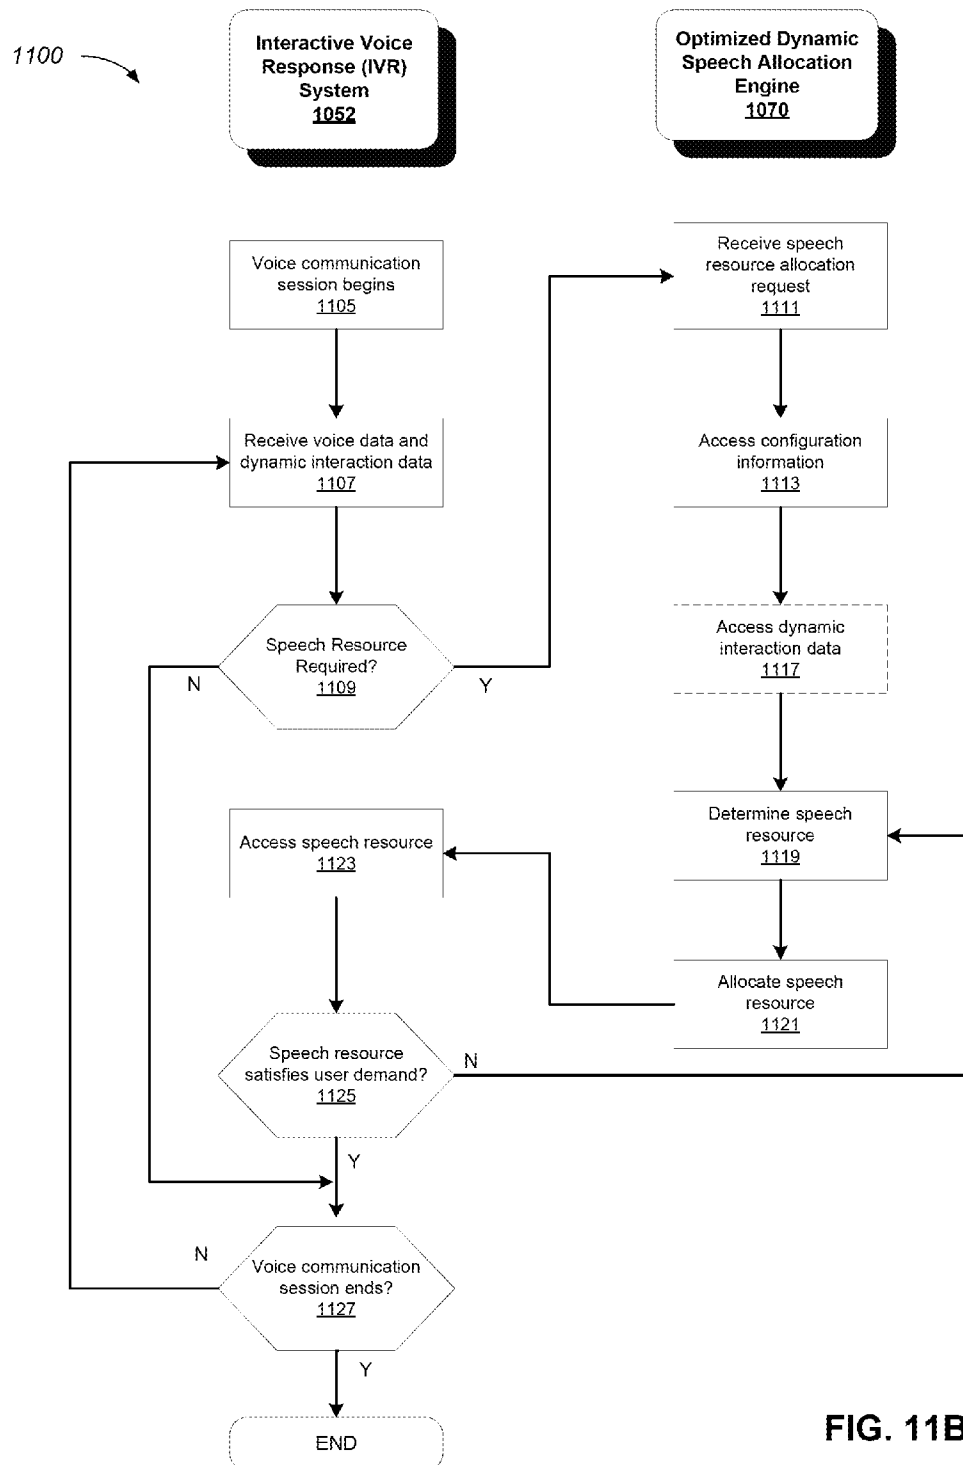 1100
Interactive Voice
Response (IVR)
System
1052
Optimized Dynamic
Speech Allocation
Engine
1070
Voice communication
session begins
1105
Receive speech
resource allocation
request
1111
Receive voice data and
dynamic interaction data
1107
Access configuration
information
1113
Speech Resource
Required?
1109
N
Y
Access dynamic
interaction data
1117
Access speech resource
1123
Determine speech
resource
1119
Allocate speech
resource
1121
Speech resource
satisfies user demand?
1125
N
Y
Voice communication
session ends?
1127
N
Y
END
FIG. 11B